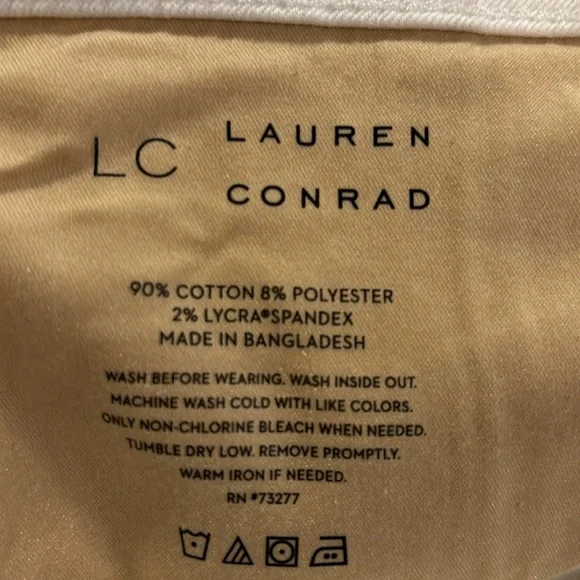 LC LAUREN
CONRAD
90% COTTON 8% POLYESTER
2% LYCRA®SPANDEX
MADE IN BANGLADESH
WASH BEFORE WEARING. WASH INSIDE OUT.
MACHINE WASH COLD WITH LIKE COLORS.
ONLY NON-CHLORINE BLEACH WHEN NEEDED.
TUMBLE DRY LOW. REMOVE PROMPTLY.
WARM IRON IF NEEDED.
RN #73277